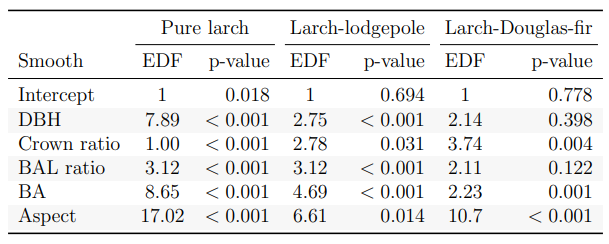 Pure larch Larch-lodgepole Larch-Douglas-fir
Smooth EDF p-value EDF p-value EDF p-value
Intercept 1 0.018 1 0.694 1 0.778
DBH 7.89 < 0.001 2.75 < 0.001 2.14 0.398
Crown ratio 1.00 < 0.001 2.78 0.031 3.74 0.004
BAL ratio 3.12 < 0.001 3.12 < 0.001 2.11 0.122
BA 8.65 < 0.001 4.69 < 0.001 2.23 0.001
Aspect 17.02 < 0.001 6.61 0.014 10.7 < 0.001